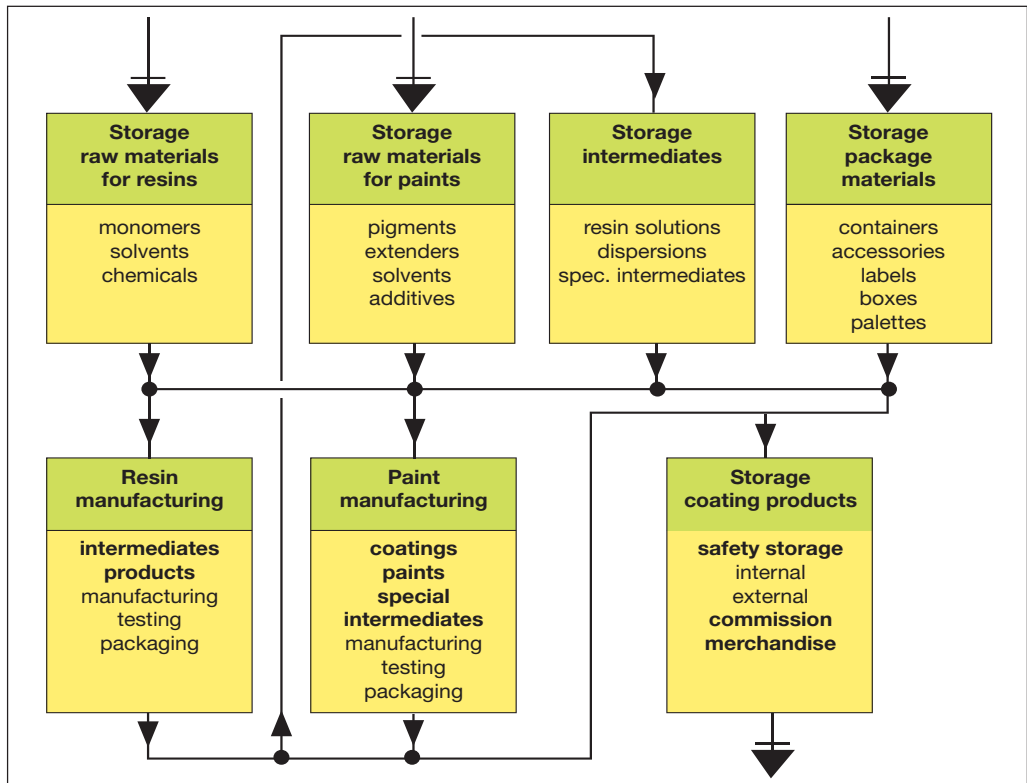 Storage
raw materials
for resins
monomers
solvents
chemicals
Storage
raw materials
for paints
pigments
extenders
solvents
additives
Storage
intermediates
resin solutions
dispersions
spec. intermediates
Storage
package
materials
containers
accessories
labels
boxes
palettes
Resin
manufacturing
intermediates
products
manufacturing
testing
packaging
Paint
manufacturing
coatings
paints
special
intermediates
manufacturing
testing
packaging
Storage
coating products
safety storage
internal
external
commission
merchandise